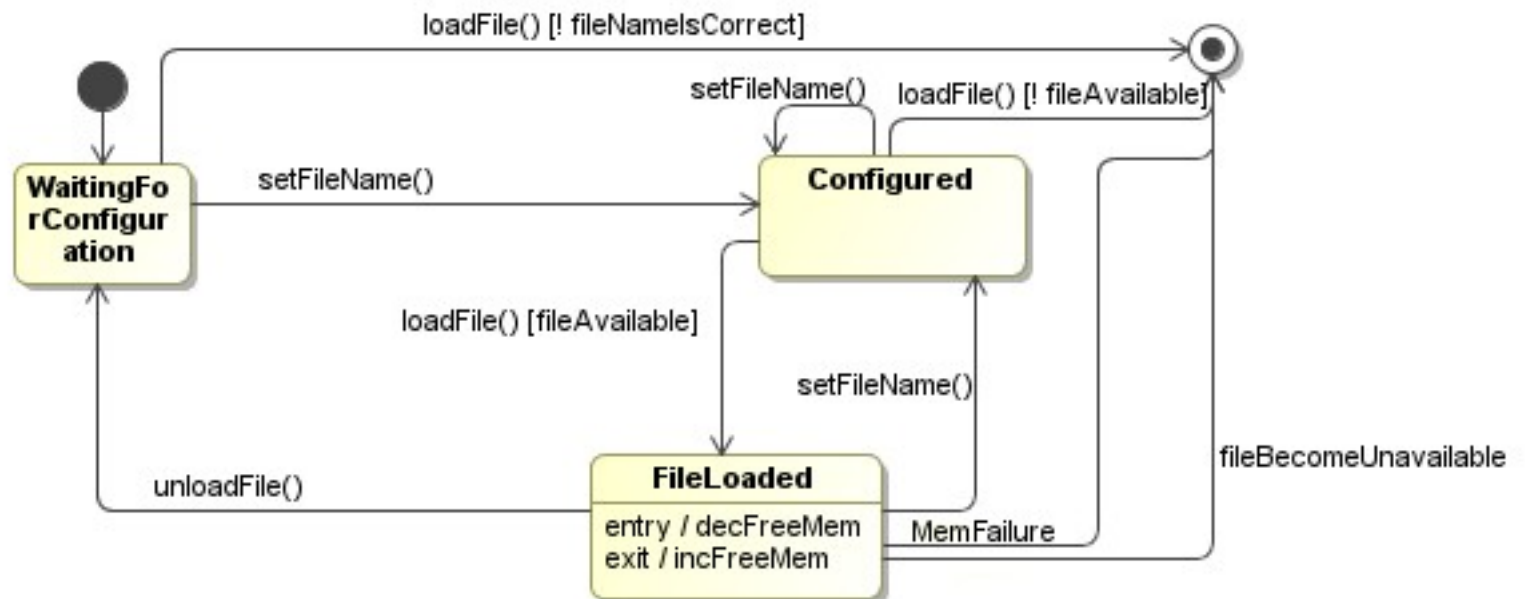 loadFile() [! fileNameIsCorrect]
setFileName()
loadFile() [! fileAvailable]
WaitingFo
rConfigur
ation
setFileName()
Configured
loadFile() [fileAvailable]
setFileName()
fileBecomeUnavailable
unloadFile()
FileLoaded
entry / decFreeMem
exit / incFreeMem
MemFailure